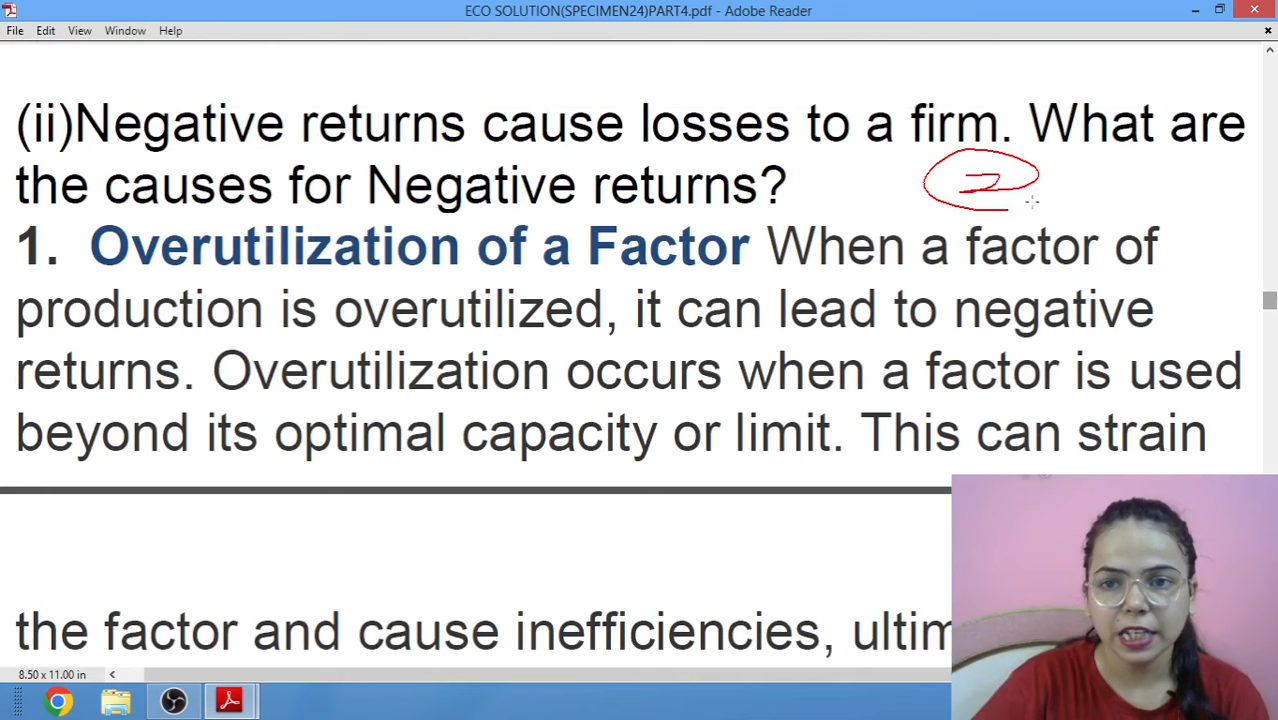 ECO SOLUTION(SPECIMEN24)PART4.pdf - Adobe Reader
File Edit View Window Help
(ii)Negative returns cause losses to a firm. What are
the causes for Negative returns?
2
1. Overutilization of a Factor When a factor of
production is overutilized, it can lead to negative
returns. Overutilization occurs when a factor is used
beyond its optimal capacity or limit. This can strain
the factor and cause inefficiencies,
8.50 x 11.00 in